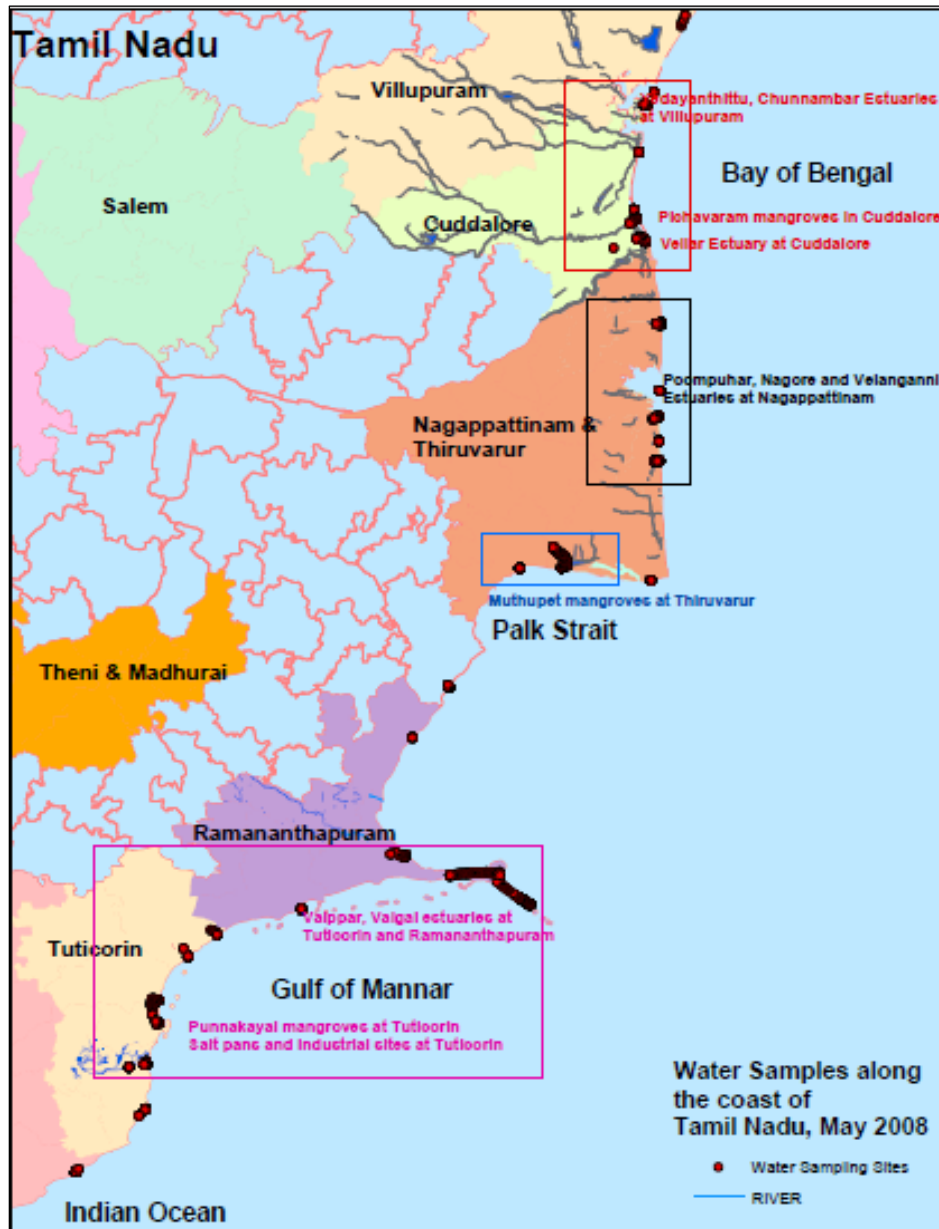 Tamil Nadu
Villupuram
Udayanthittu, Chunnambar Estuaries
at Villupuram
Bay of Bengal
Salem
Cuddalore
Pichavaram mangroves in Cuddalore
Vellar Estuary at Cuddalore
Poompuhar, Nagore and Velanganni
Estuaries at Nagappattinam
Nagappattinam &
Thiruvarur
Muthupet mangroves at Thiruvarur
Palk Strait
Theni & Madhurai
Ramananthapuram
Vaippar, Vaigai estuaries at
Tuticorin and Ramananthapuram
Tuticorin
Gulf of Mannar
Punnakayal mangroves at Tuticorin
Salt pans and industrial sites at Tuticorin
Water Samples along
the coast of
Tamil Nadu, May 2008
Water Sampling Sites
RIVER
Indian Ocean